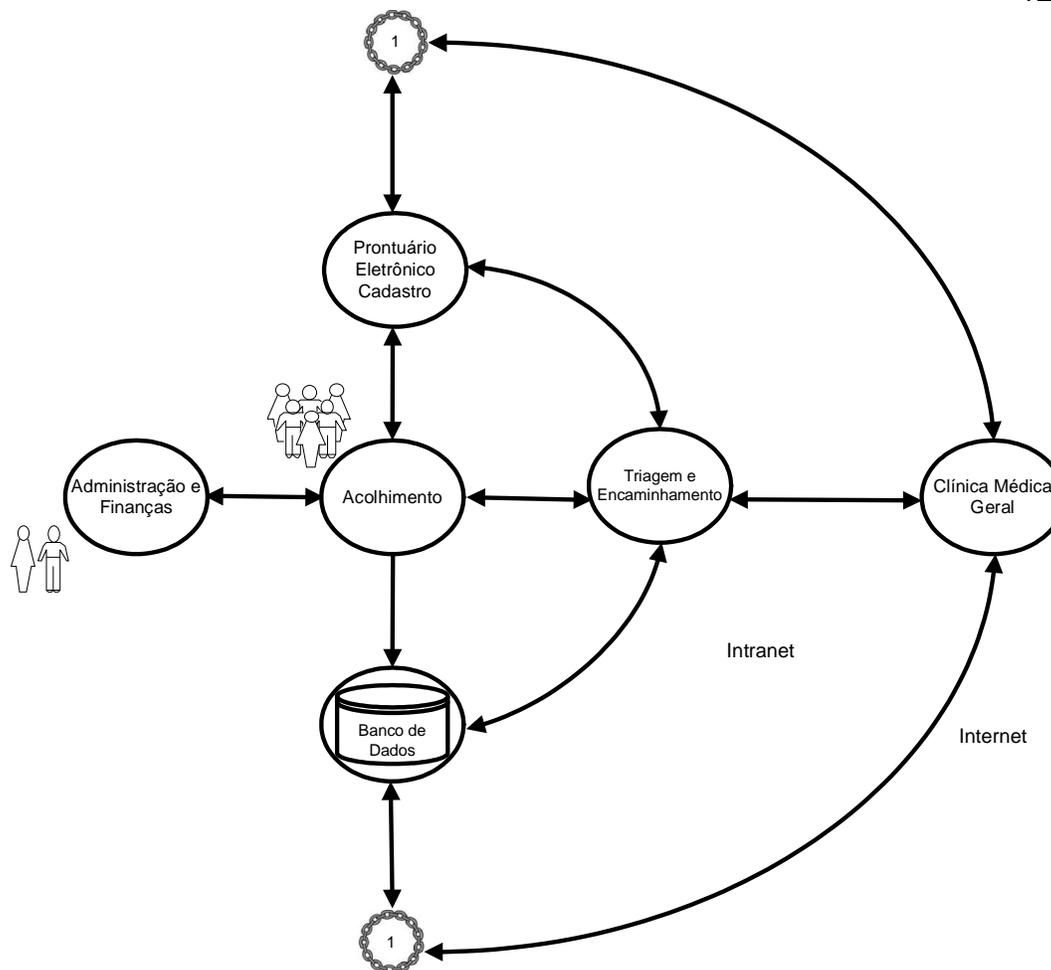 1
Prontuário
Eletrônico
Cadastro
Administração e
Finanças
Acolhimento
Triagem e
Encaminhamento
Clínica Médica
Geral
Intranet
Banco de
Dados
Internet
1